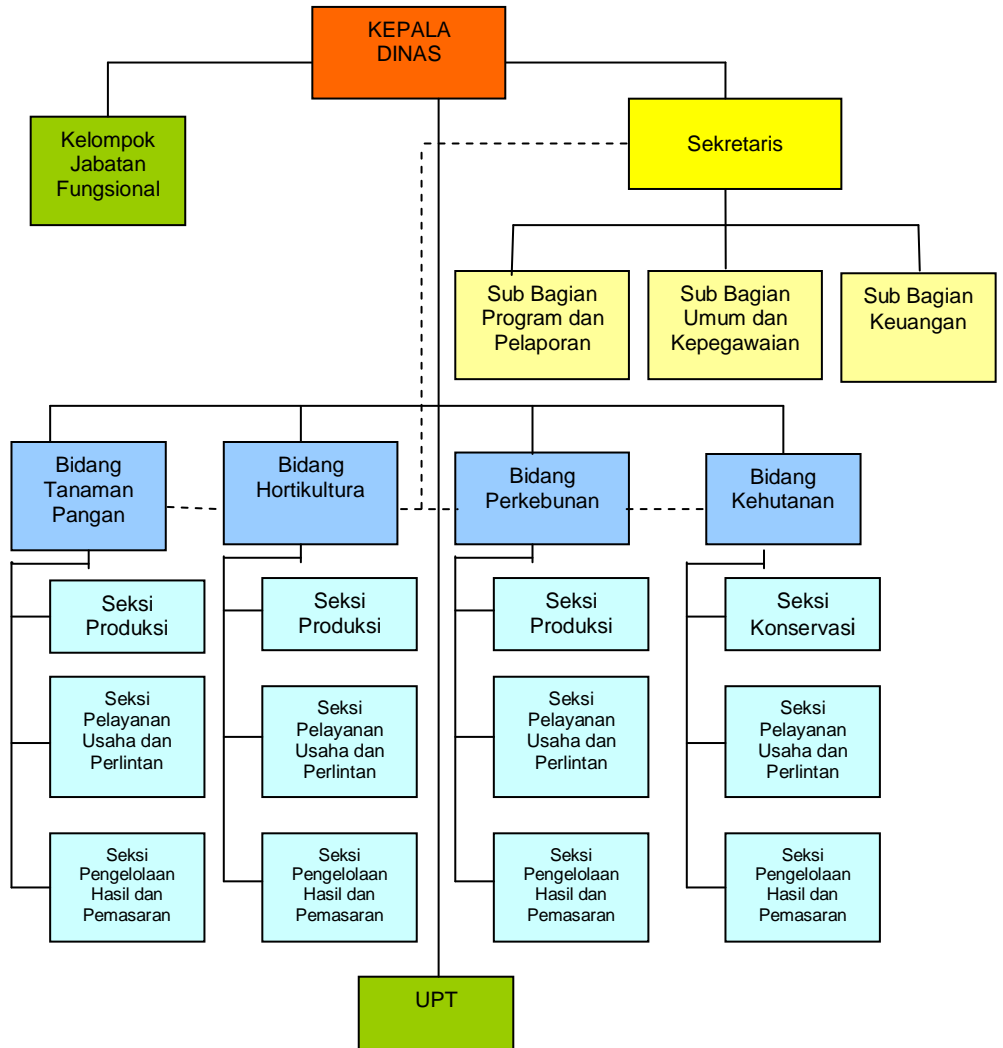 KEPALA
DINAS
Kelompok
Jabatan
Fungsional
Sekretaris
Sub Bagian
Program dan
Pelaporan
Sub Bagian
Umum dan
Kepegawaian
Sub Bagian
Keuangan
Bidang
Tanaman
Pangan
Bidang
Hortikultura
Bidang
Perkebunan
Bidang
Kehutanan
Seksi
Produksi
Seksi
Produksi
Seksi
Produksi
Seksi
Konservasi
Seksi
Pelayanan
Usaha dan
Perlintan
Seksi
Pelayanan
Usaha dan
Perlintan
Seksi
Pelayanan
Usaha dan
Perlintan
Seksi
Pelayanan
Usaha dan
Perlintan
Seksi
Pengelolaan
Hasil dan
Pemasaran
Seksi
Pengelolaan
Hasil dan
Pemasaran
Seksi
Pengelolaan
Hasil dan
Pemasaran
Seksi
Pengelolaan
Hasil dan
Pemasaran
UPT